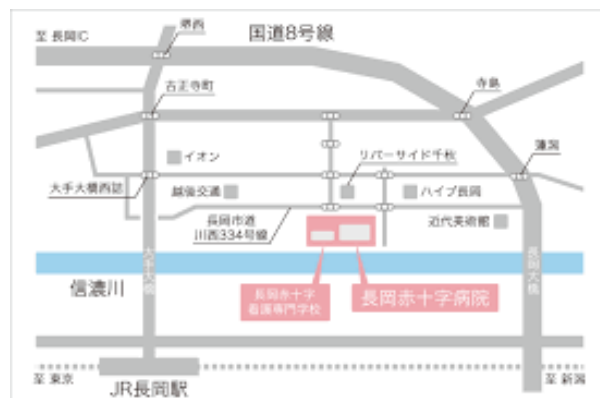 堺西
国道8号線
至 長岡IC
古正寺町
寺島
イオン
リバーサイド千秋
蓮潟
大手大橋西詰
越後交通
ハイブ長岡
長岡市道
川西334号線
近代美術館
大手大橋
長岡大橋
信濃川
長岡赤十字
看護専門学校
長岡赤十字病院
至 東京
JR長岡駅
至 新潟